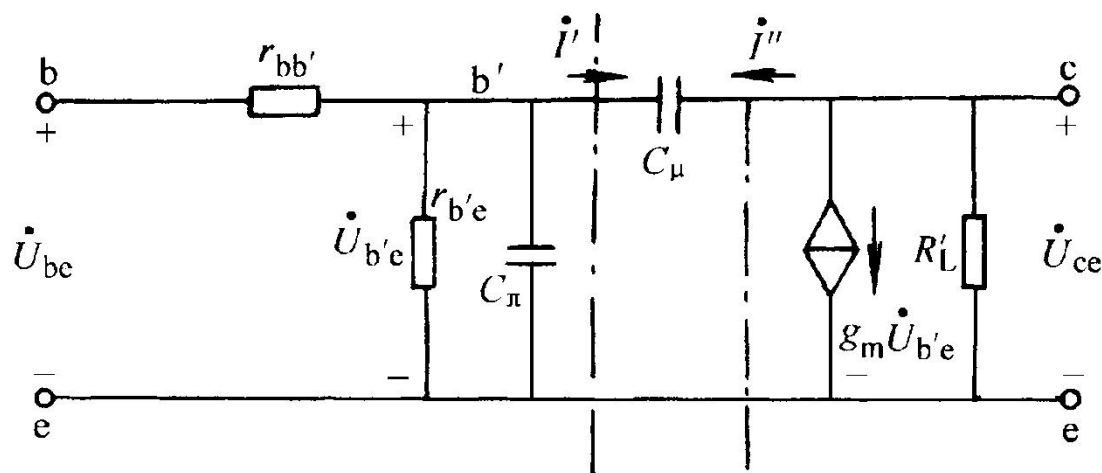 b
+
r_bb′
b′
İ′
İ″
c
+
+
C_μ
U̇_be
U̇_b′e
r_b′e
C_π
g_m U̇_b′e
R′_L
U̇_ce
−
e
−
−
−
e